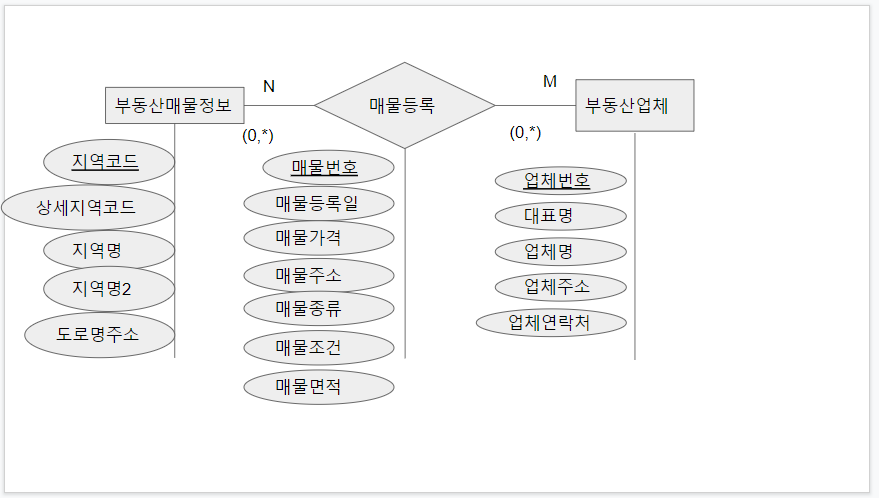 N
M
부동산매물정보
매물등록
부동산업체
(0,*)
(0,*)
지역코드
상세지역코드
지역명
지역명2
도로명주소
매물번호
매물등록일
매물가격
매물주소
매물종류
매물조건
매물면적
업체번호
대표명
업체명
업체주소
업체연락처